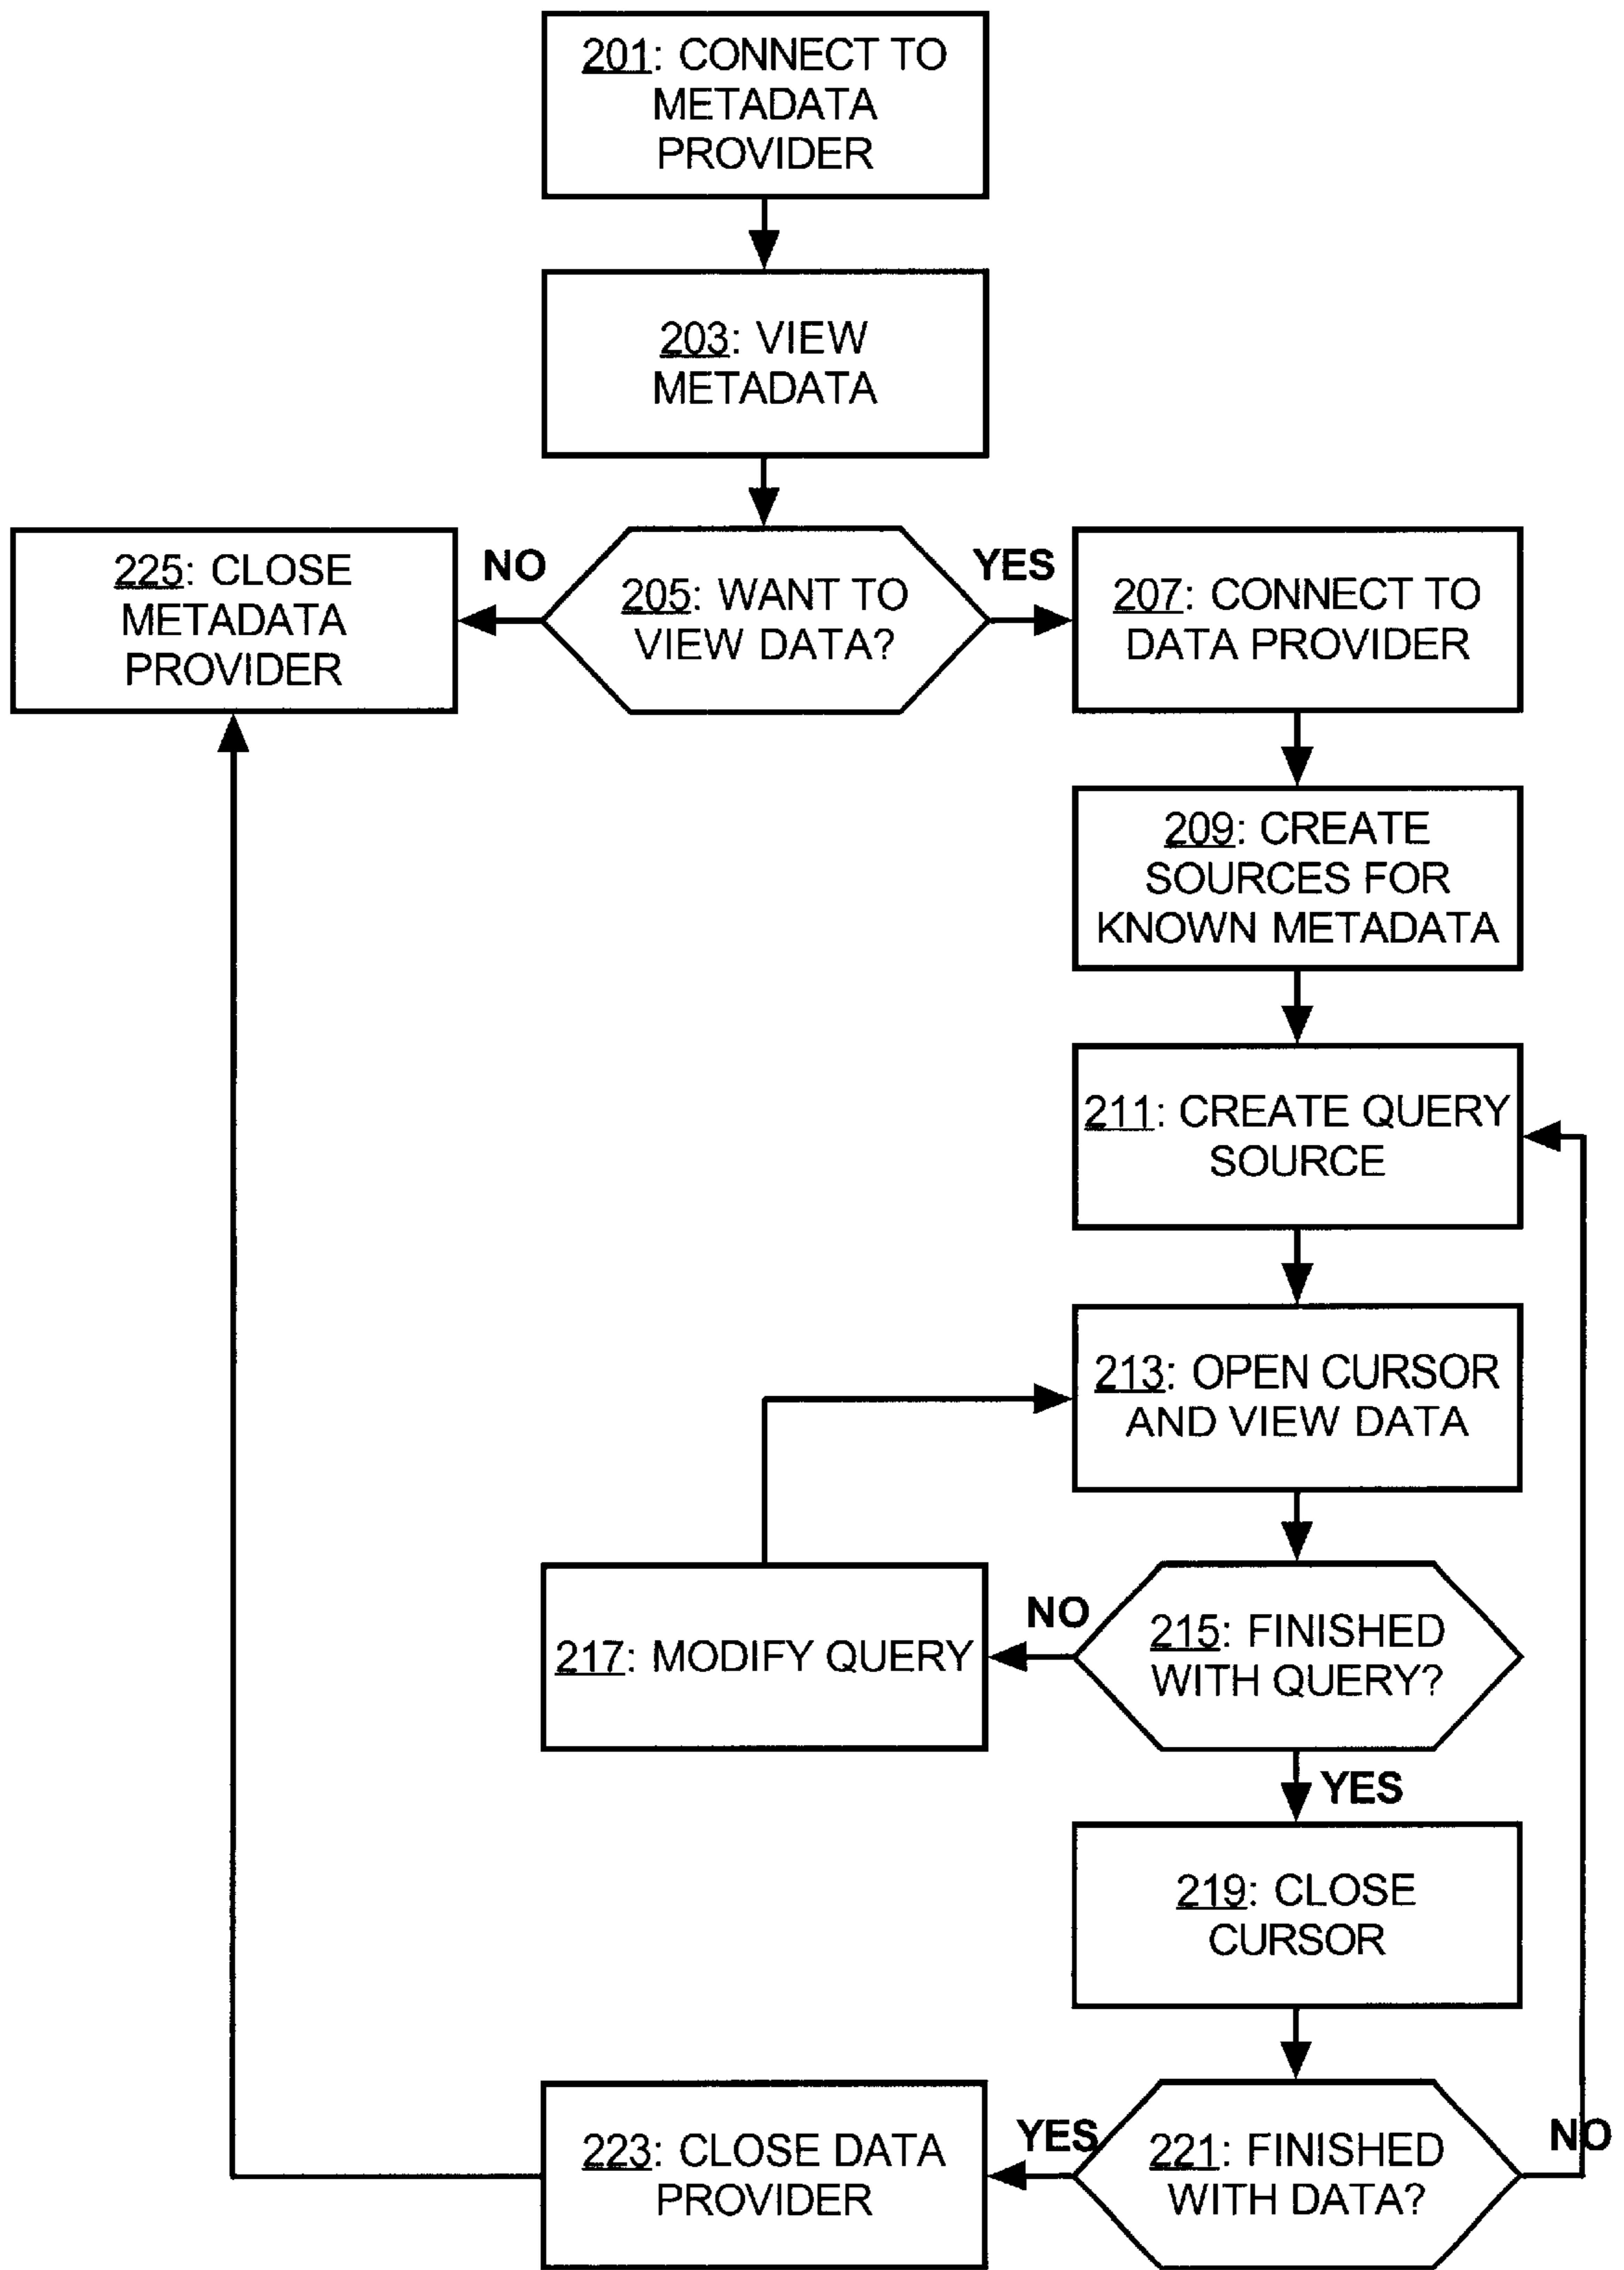 201: CONNECT TO
METADATA
PROVIDER
203: VIEW
METADATA
225: CLOSE
METADATA
PROVIDER
NO
205: WANT TO
VIEW DATA?
YES
207: CONNECT TO
DATA PROVIDER
209: CREATE
SOURCES FOR
KNOWN METADATA
211: CREATE QUERY
SOURCE
213: OPEN CURSOR
AND VIEW DATA
217: MODIFY QUERY
NO
215: FINISHED
WITH QUERY?
YES
219: CLOSE
CURSOR
223: CLOSE DATA
PROVIDER
YES
221: FINISHED
WITH DATA?
NO